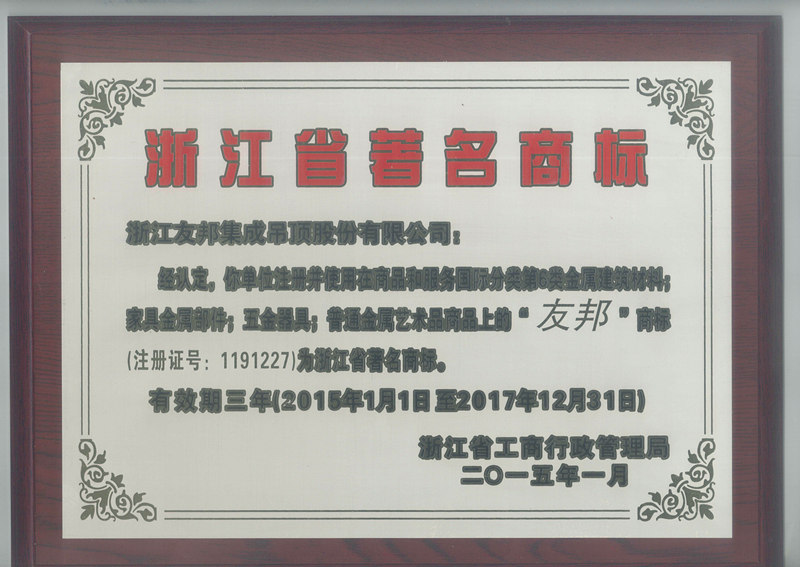 浙江省著名商标
浙江友邦集成吊顶股份有限公司：
经认定，你单位注册并使用在商品和服务国际分类第6类金属建筑材料；
家具金属部件；五金器具；普通金属艺术品商品上的“友邦”商标
(注册证号：1191227)为浙江省著名商标。
有效期三年(2015年1月1日至2017年12月31日)
浙江省工商行政管理局
二〇一五年一月